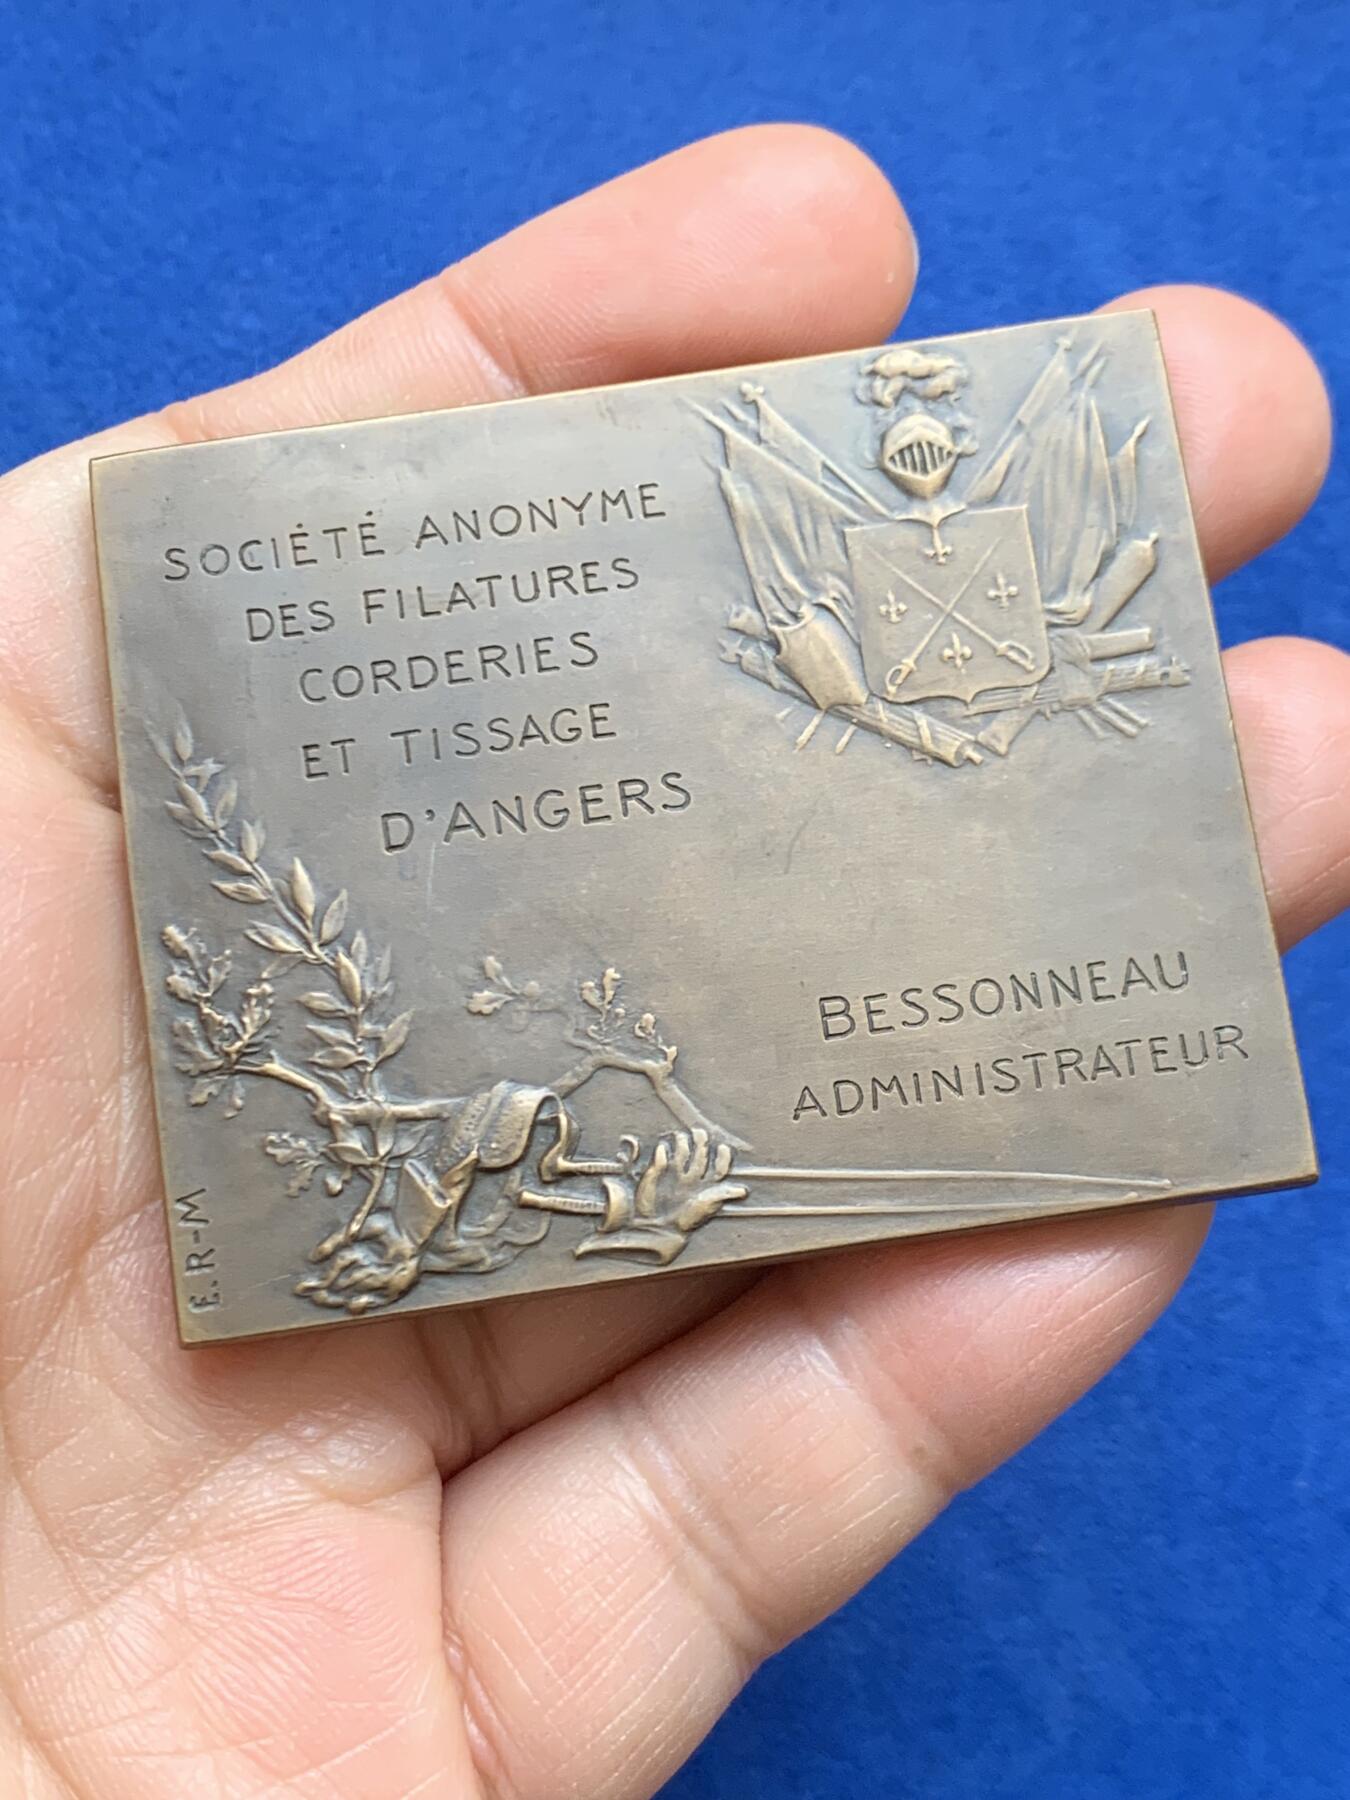 SOCIÉTÉ ANONYME
DES FILATURES
CORDERIES
ET TISSAGE
D'ANGERS
BESSONNEAU
ADMINISTRATEUR
E. R-M